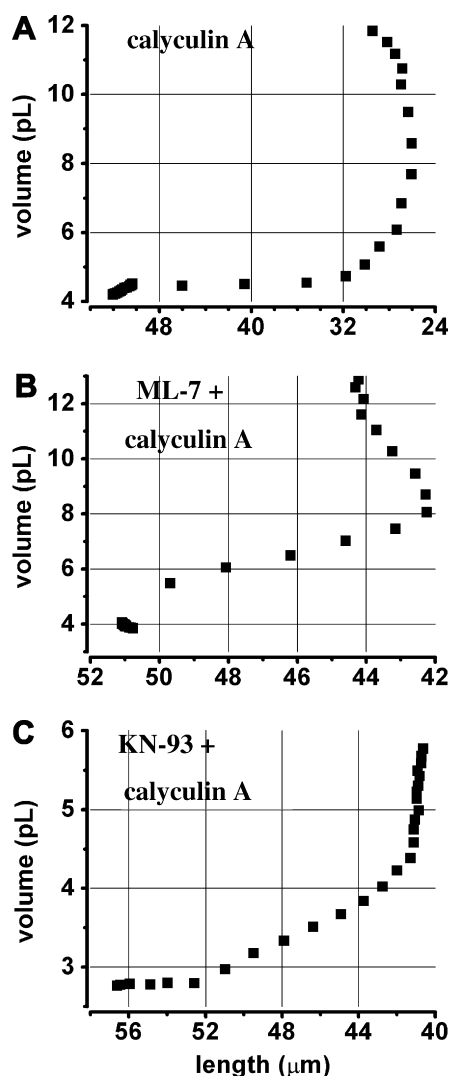 A
calyculin A
volume (pL)
12
10
8
6
4
48 40 32 24
B
ML-7 +
calyculin A
volume (pL)
12
10
8
6
4
52 50 48 46 44 42
C
KN-93 +
calyculin A
volume (pL)
6
5
4
3
56 52 48 44 40
length (μm)